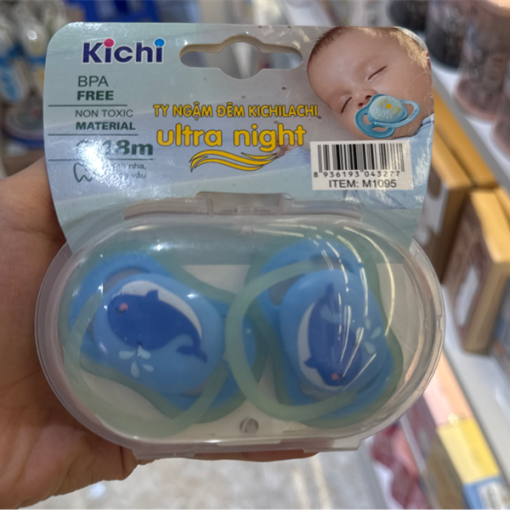 Kichi
BPA
FREE
NON TOXIC
MATERIAL
18m
TY NGẬM ĐÊM KICHILACHI
ultra night
8 936193 043277
ITEM: M1095